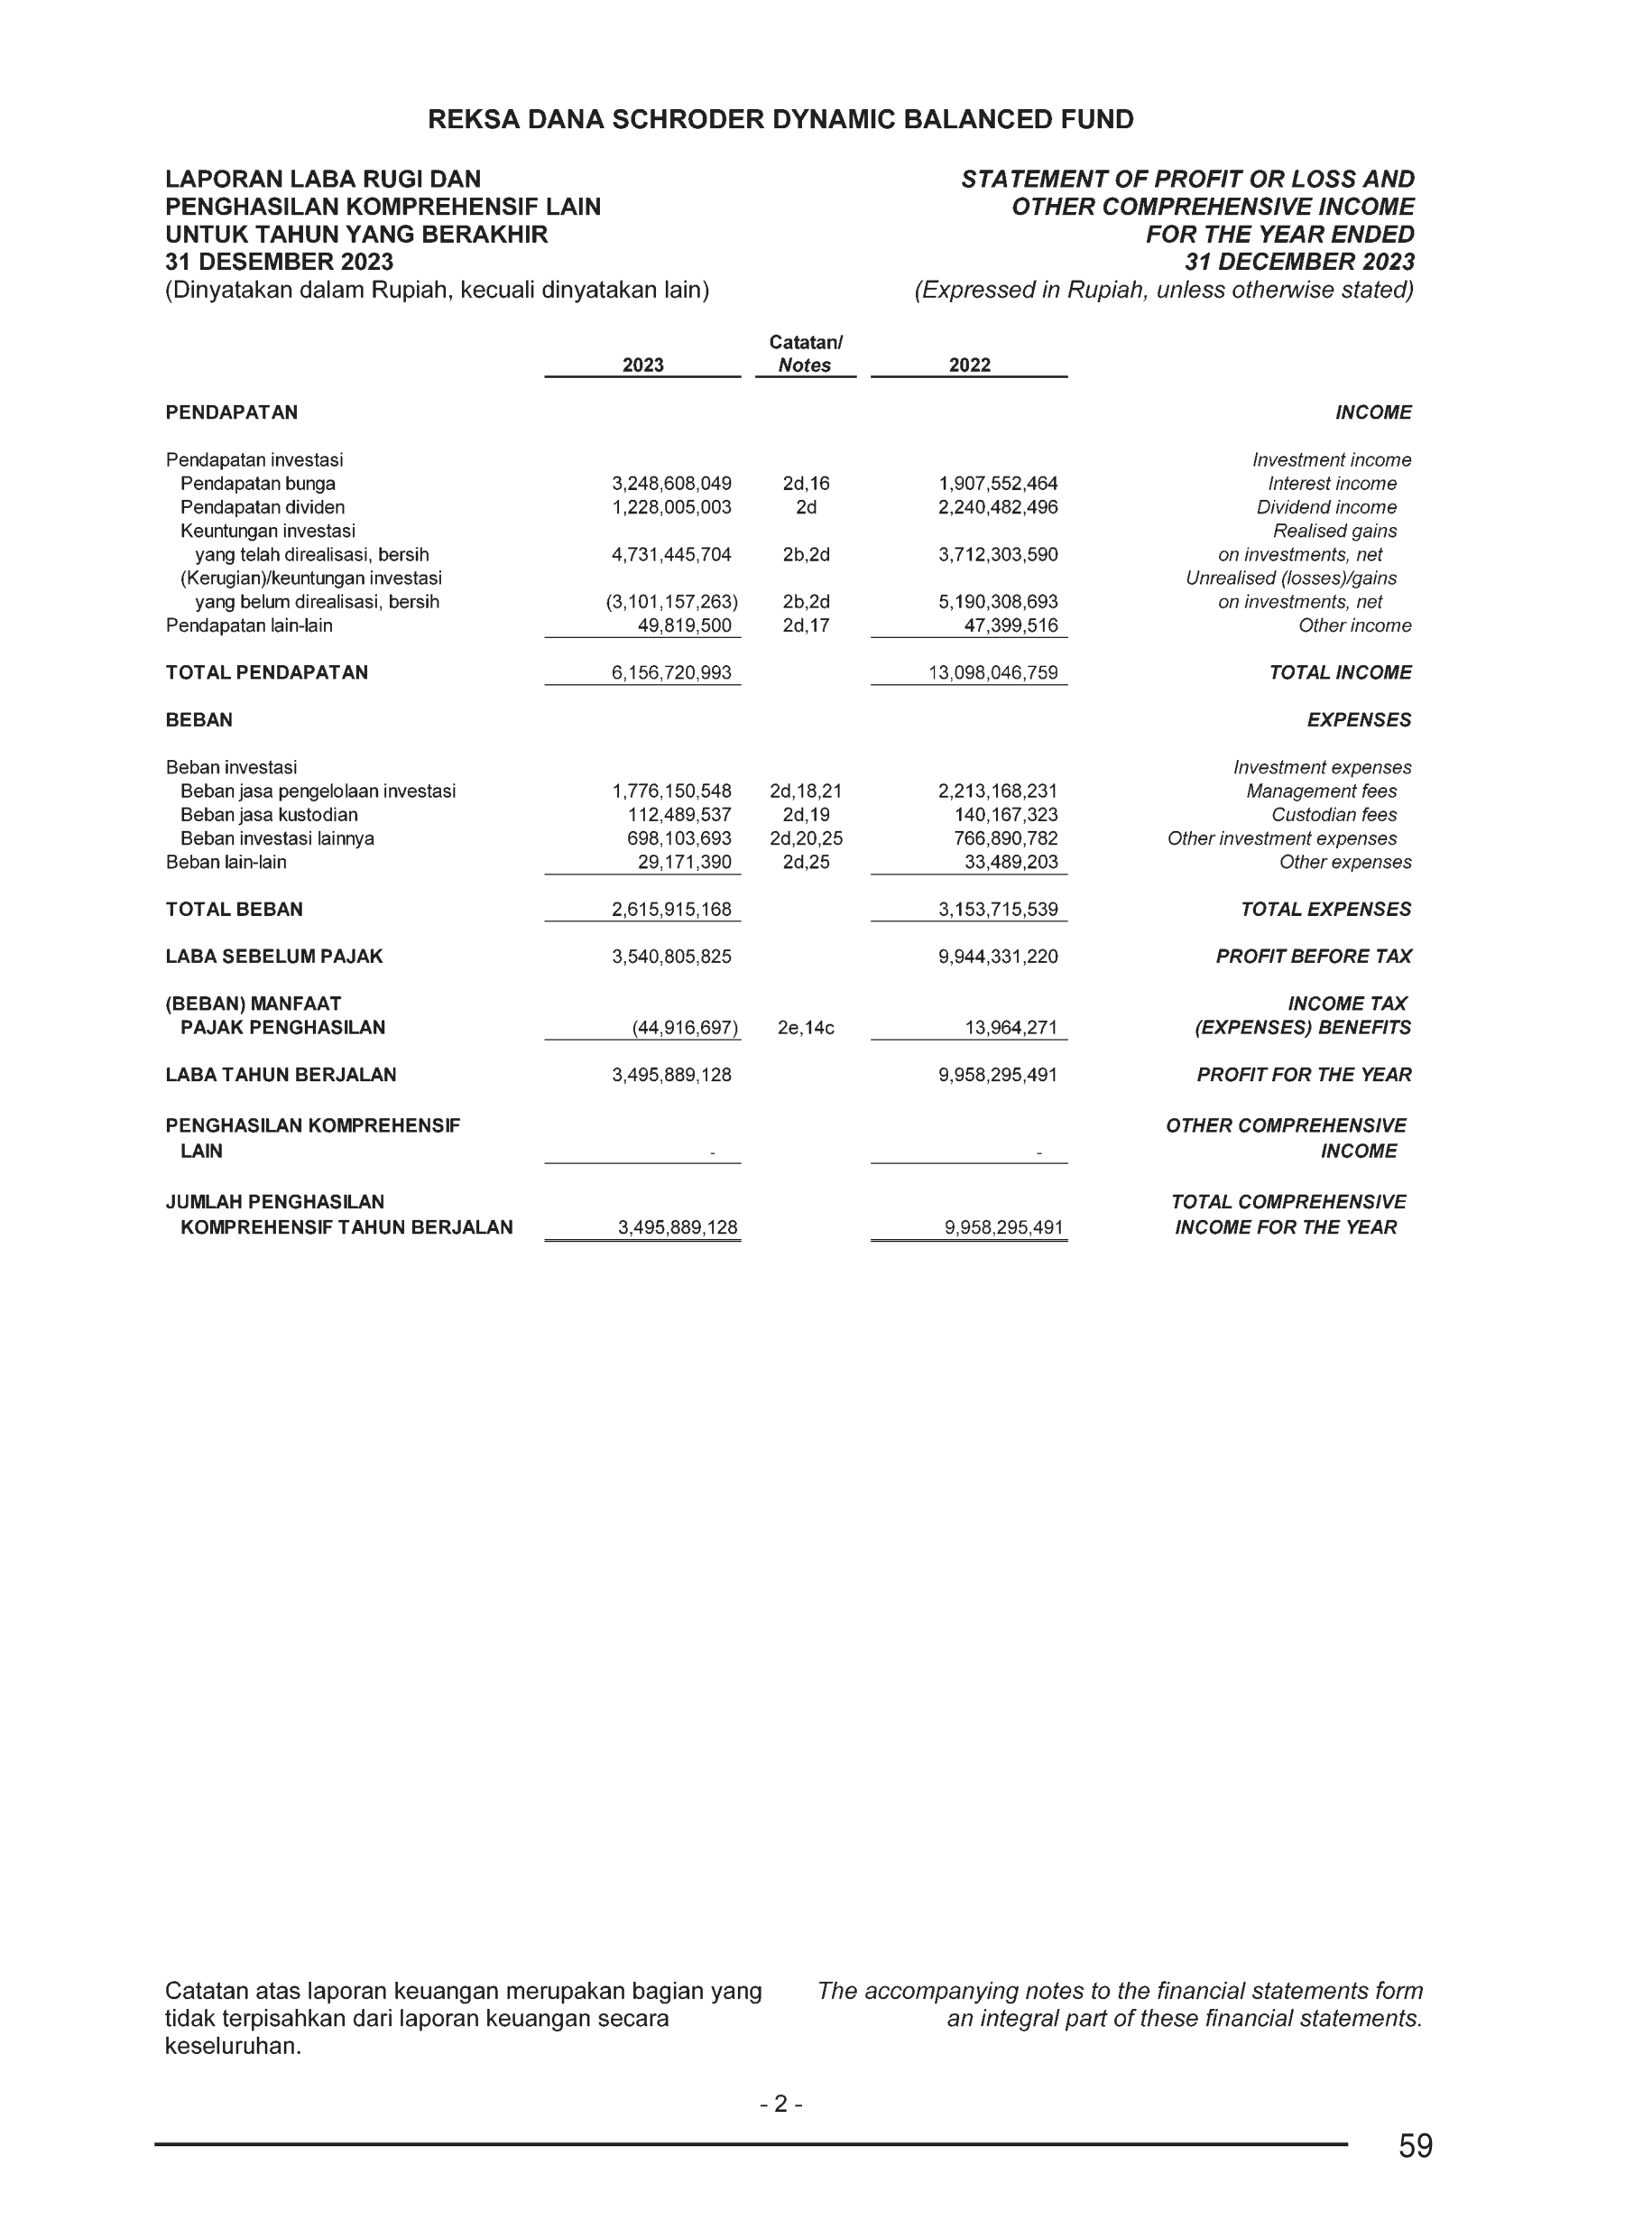 REKSA DANA SCHRODER DYNAMIC BALANCED FUND
LAPORAN LABA RUGI DAN STATEMENT OF PROFIT OR LOSS AND
PENGHASILAN KOMPREHENSIF LAIN OTHER COMPREHENSIVE INCOME
UNTUK TAHUN YANG BERAKHIR FOR THE YEAR ENDED
31 DESEMBER 2023 31 DECEMBER 2023
(Dinyatakan dalam Rupiah, kecuali dinyatakan lain) (Expressed in Rupiah, unless otherwise stated)
Catatan/
2023 Notes 2022
PENDAPATAN INCOME
Pendapatan investasi Investment income
Pendapatan bunga 3,248,608,049 2d,16 1,907,552,464 Interest income
Pendapatan dividen 1,228,005,003 2d 2,240,482,496 Dividend income
Keuntungan investasi Realised gains
yang telah direalisasi, bersih 4,731,445,704 2b,2d 3,712,303,590 on investments, net
(Kerugian)/keuntungan investasi Unrealised (losses)/gains
yang belum direalisasi, bersih (3,101,157,263) 2b,2d 5,190,308,693 on investments, net
Pendapatan lain-lain 49,819,500 2d,17 47,399,516 Other income
TOTAL PENDAPATAN 6,156,720,993 13,098,046,759 TOTAL INCOME
BEBAN EXPENSES
Beban investasi Investment expenses
Beban jasa pengelolaan investasi 1,776,150,548 2d,18,21 2,213,168,231 Management fees
Beban jasa kustodian 112,489,537 2d,19 140,167,323 Custodian fees
Beban investasi lainnya 698,103,693 2d,20,25 766,890,782 Other investment expenses
Beban lain-lain 29,171,390 2d,25 33,489,203 Other expenses
TOTAL BEBAN 2,615,915,168 3,153,715,539 TOTAL EXPENSES
LABA SEBELUM PAJAK 3,540,805,825 9,944,331,220 PROFIT BEFORE TAX
(BEBAN) MANFAAT INCOME TAX
PAJAK PENGHASILAN (44,916,697) 2e,14c 13,964,271 (EXPENSES) BENEFITS
LABA TAHUN BERJALAN 3,495,889,128 9,958,295,491 PROFIT FOR THE YEAR
PENGHASILAN KOMPREHENSIF OTHER COMPREHENSIVE
LAIN - - INCOME
JUMLAH PENGHASILAN TOTAL COMPREHENSIVE
KOMPREHENSIF TAHUN BERJALAN 3,495,889,128 9,958,295,491 INCOME FOR THE YEAR
Catatan atas laporan keuangan merupakan bagian yang The accompanying notes to the financial statements form
tidak terpisahkan dari laporan keuangan secara an integral part of these financial statements.
keseluruhan.
- 2 -
59